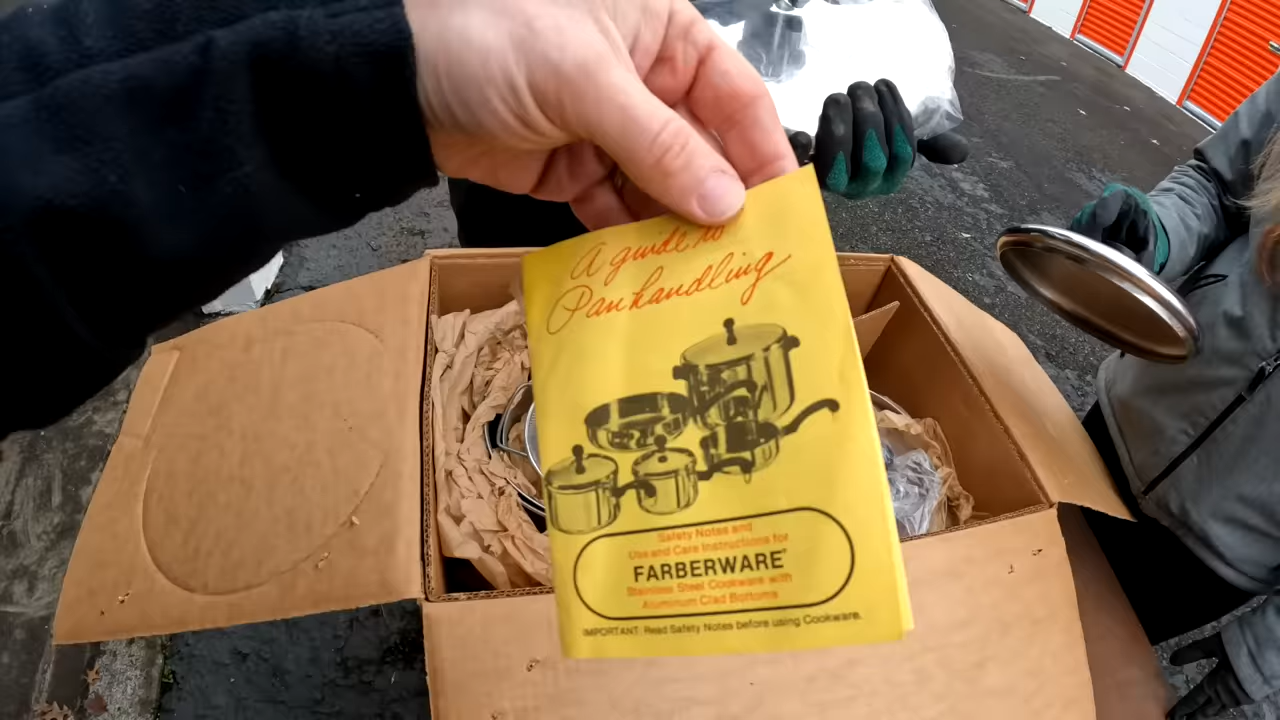 A guide to
Panhandling
Safety Notes and
Use and Care Instructions for
FARBERWARE®
Stainless Steel Cookware with
Aluminum Clad Bottoms
IMPORTANT: Read Safety Notes before using Cookware.